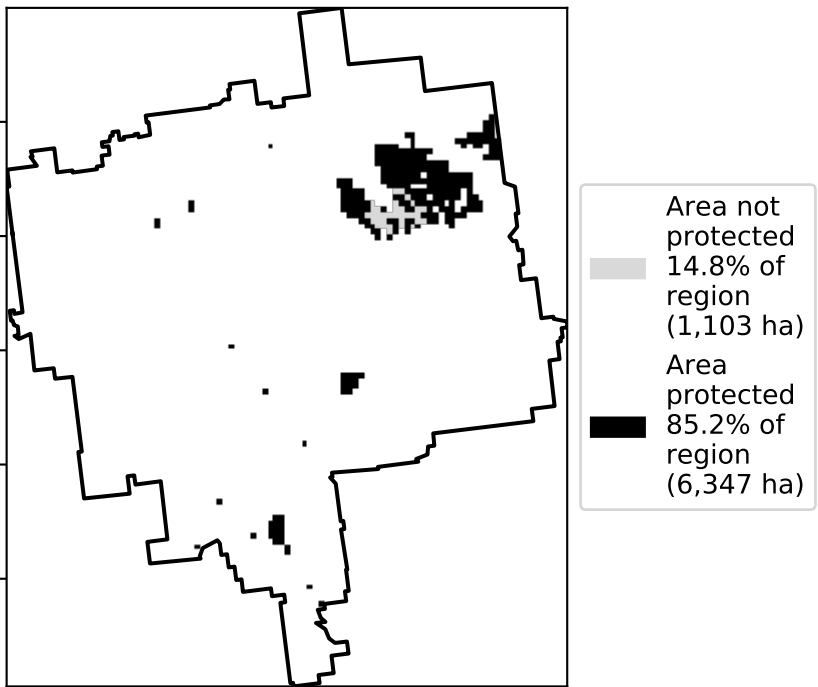 Area not
protected
14.8% of
region
(1,103 ha)
Area
protected
85.2% of
region
(6,347 ha)